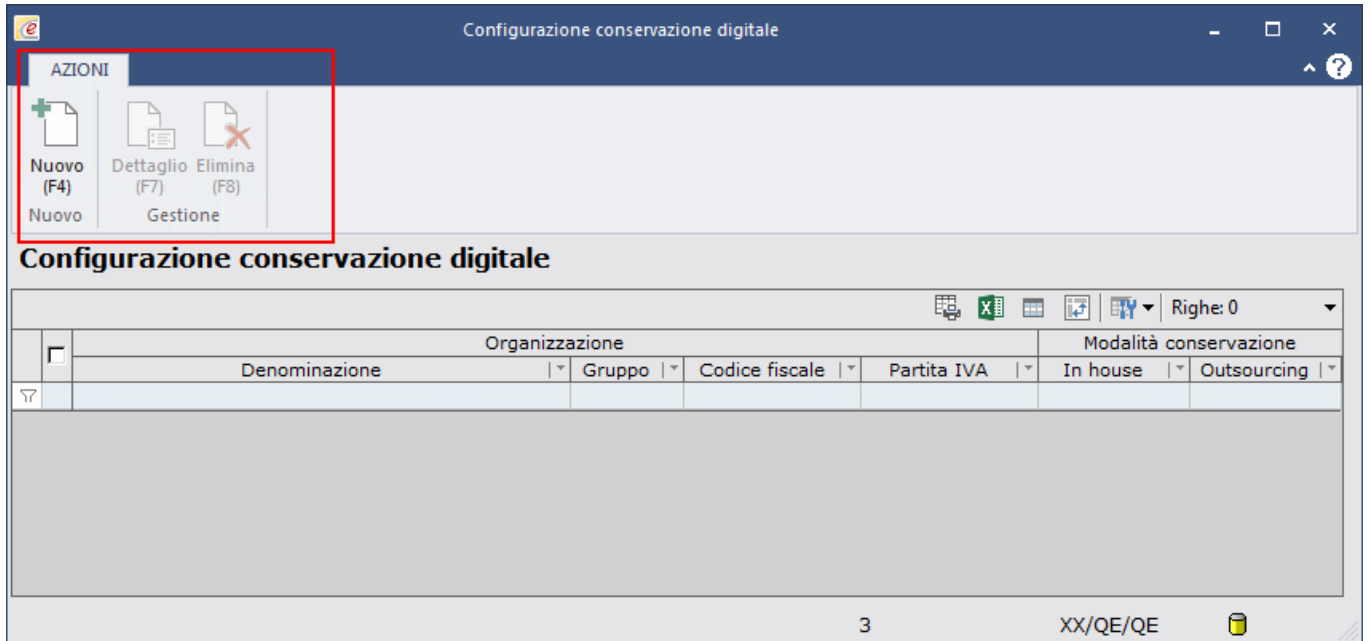 Configurazione conservazione digitale
AZIONI
Nuovo
(F4)
Dettaglio
(F7)
Elimina
(F8)
Nuovo
Gestione
Configurazione conservazione digitale
Righe: 0
Organizzazione
Modalità conservazione
Denominazione
Gruppo
Codice fiscale
Partita IVA
In house
Outsourcing
3
XX/QE/QE